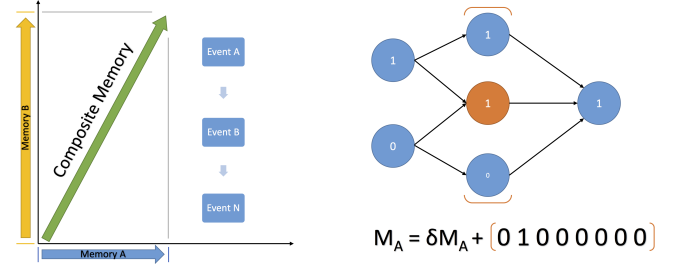 Memory B
Composite Memory
Memory A
Event A
Event B
Event N
1
0
1
1
0
1
M_A = δM_A + (0 1 0 0 0 0 0 0)